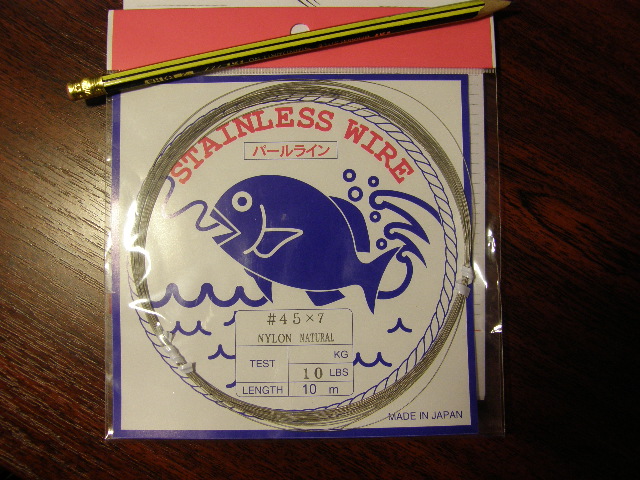 STAINLESS WIRE
パールライン
#45×7
NYLON NATURAL
TEST
KG
10 LBS
LENGTH 10 m
MADE IN JAPAN